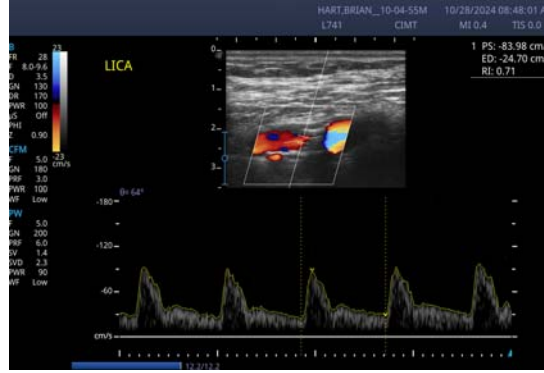 HART,BRIAN__10-04-55M 10/28/2024 08:48:01 A
L741 CIMT MI 0.4 TIS 0.0
B
FR 28
F 8.0-9.6
D 3.5
GN 130
DR 170
PWR 100
µS Off
PHI
Z 0.90
CFM
F 5.0
GN 180
PRF 3.0
PWR 100
WF Low
PW
F 5.0
GN 200
PRF 6.0
SV 1.4
SVD 2.3
PWR 90
WF Low
23
-23
cm/s
LICA
1 PS: -83.98 cm
ED: -24.70 cm
RI: 0.71
0
1
2
3
θ= 64°
-180
-120
-60
cm/s
12.2/12.2